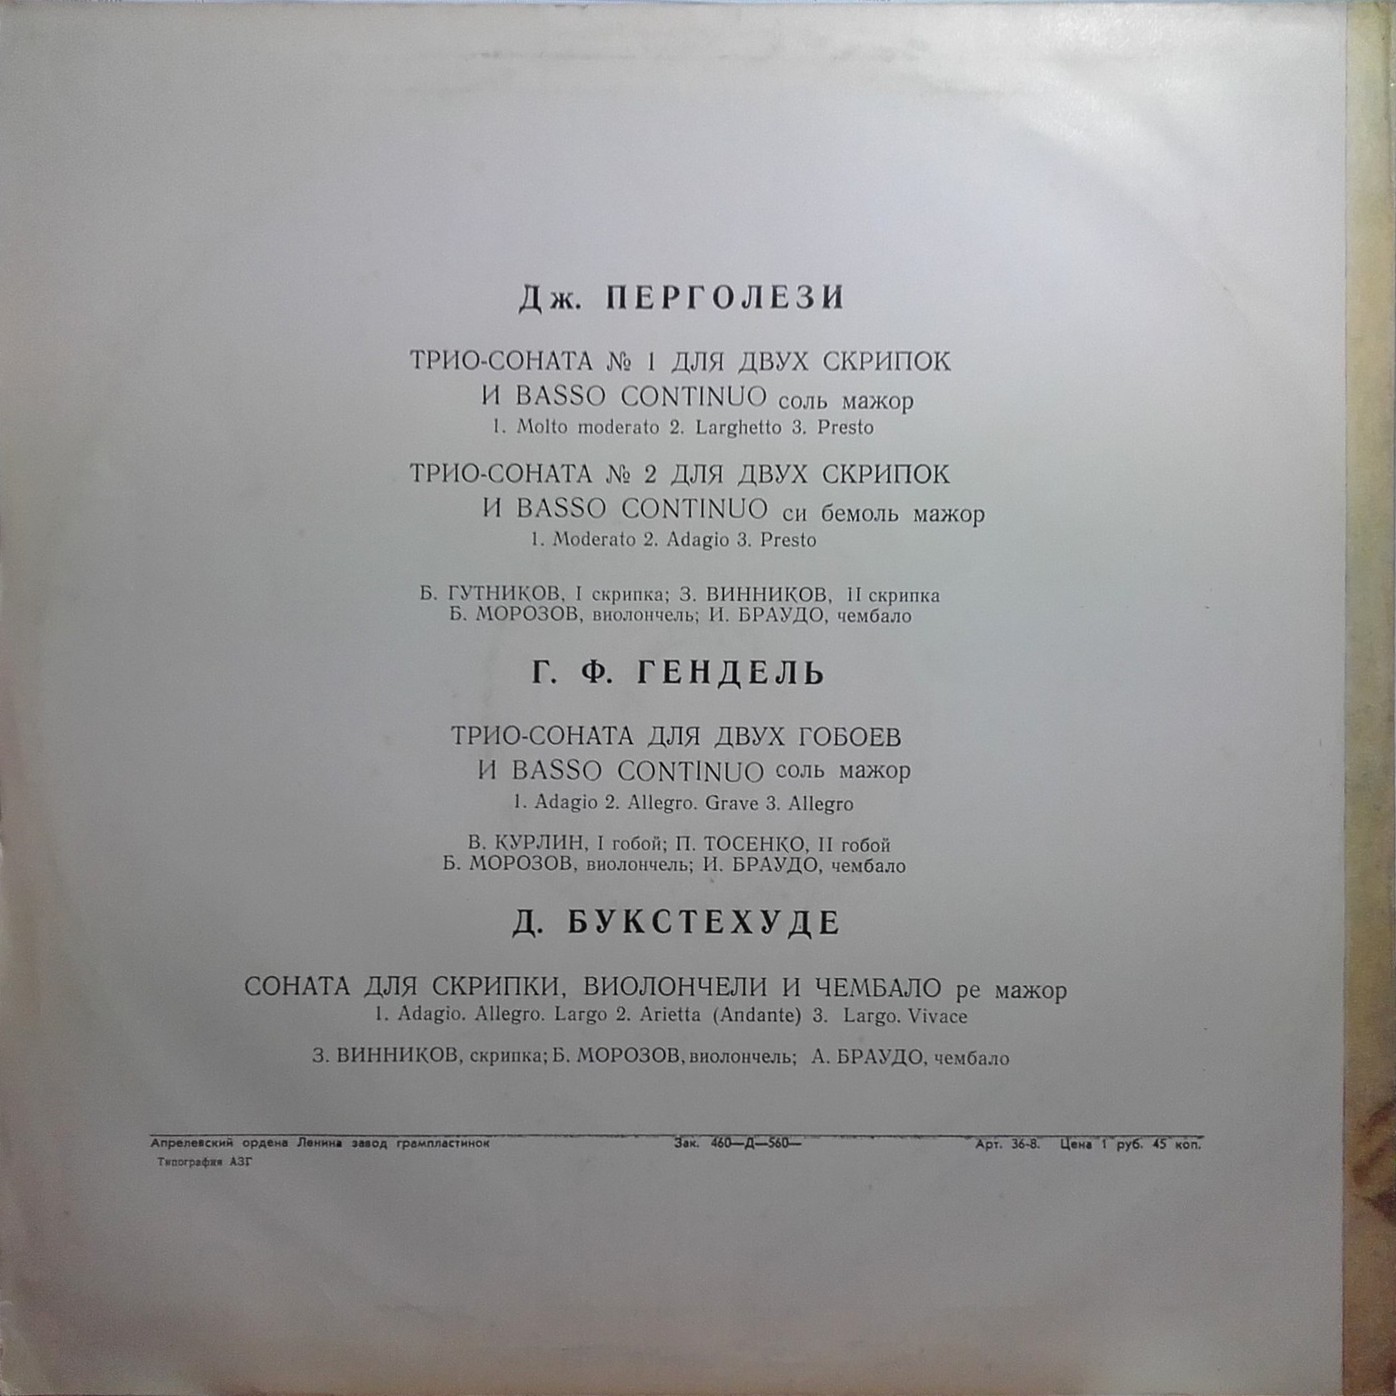 Дж. ПЕРГОЛЕЗИ
ТРИО-СОНАТА № 1 ДЛЯ ДВУХ СКРИПОК
И BASSO CONTINUO соль мажор
1. Molto moderato 2. Larghetto 3. Presto
ТРИО-СОНАТА № 2 ДЛЯ ДВУХ СКРИПОК
И BASSO CONTINUO си бемоль мажор
1. Moderato 2. Adagio 3. Presto
Б. ГУТНИКОВ, I скрипка; З. ВИННИКОВ, II скрипка
Б. МОРОЗОВ, виолончель; И. БРАУДО, чембало
Г. Ф. ГЕНДЕЛЬ
ТРИО-СОНАТА ДЛЯ ДВУХ ГОБОЕВ
И BASSO CONTINUO соль мажор
1. Adagio 2. Allegro. Grave 3. Allegro
В. КУРЛИН, I гобой; П. ТОСЕНКО, II гобой
Б. МОРОЗОВ, виолончель; И. БРАУДО, чембало
Д. БУКСТЕХУДЕ
СОНАТА ДЛЯ СКРИПКИ, ВИОЛОНЧЕЛИ И ЧЕМБАЛО ре мажор
1. Adagio. Allegro. Largo 2. Arietta (Andante) 3. Largo. Vivace
З. ВИННИКОВ, скрипка; Б. МОРОЗОВ, виолончель; А. БРАУДО, чембало
Апрелевский ордена Ленина завод грампластинок Зак. 460—Д—560— Арт. 36-8. Цена 1 руб. 45 коп.
Типография АЗГ